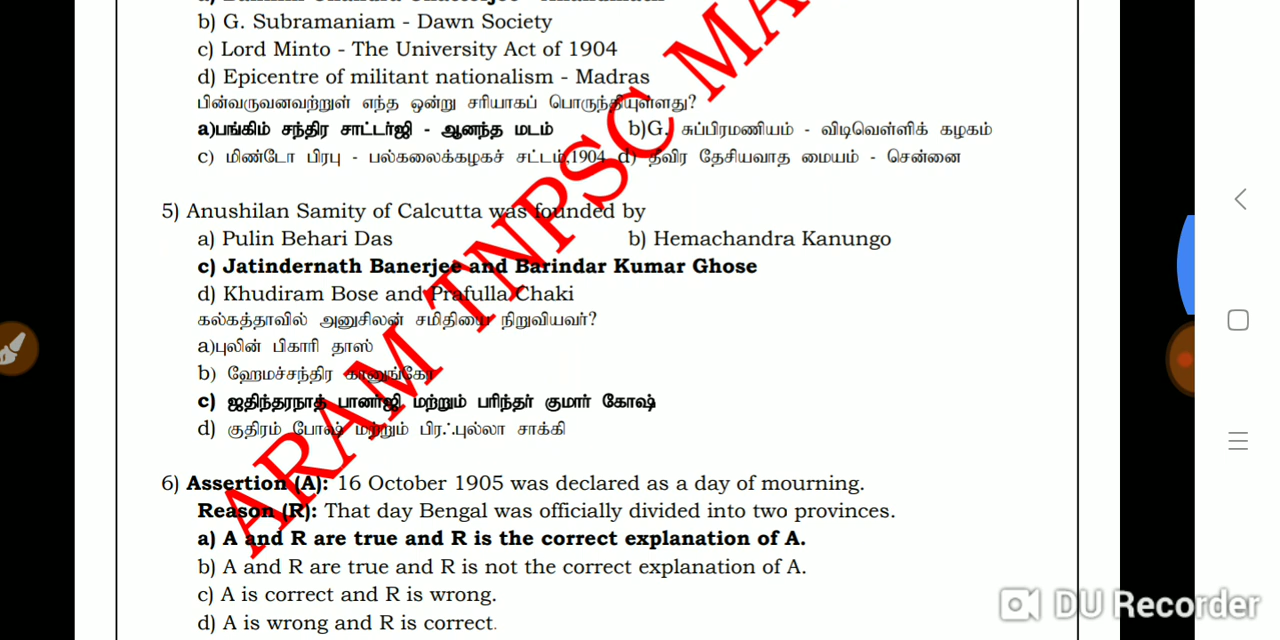 b) G. Subramaniam - Dawn Society
c) Lord Minto - The University Act of 1904
d) Epicentre of militant nationalism - Madras
பின்வருவனவற்றுள் எந்த ஒன்று சரியாகப் பொருந்தியுள்ளது?
a)பங்கிம் சந்திர சாட்டர்ஜி - ஆனந்த மடம் b)G. சுப்பிரமணியம் - விடிவெள்ளிக் கழகம்
c) மிண்டோ பிரபு - பல்கலைக்கழகச் சட்டம்,1904 d) தீவிர தேசியவாத மையம் - சென்னை
5) Anushilan Samity of Calcutta was founded by
a) Pulin Behari Das b) Hemachandra Kanungo
c) Jatindernath Banerjee and Barindar Kumar Ghose
d) Khudiram Bose and Prafulla Chaki
கல்கத்தாவில் அனுசிலன் சமிதியை நிறுவியவர்?
a)புலின் பிகாரி தாஸ்
b) ஹேமச்சந்திர கானுங்கோ
c) ஜதிந்தரநாத் பானர்ஜி மற்றும் பரிந்தர் குமார் கோஷ்
d) குதிரம் போஷ் மற்றும் பிரஃபுல்லா சாக்கி
6) Assertion (A): 16 October 1905 was declared as a day of mourning.
Reason (R): That day Bengal was officially divided into two provinces.
a) A and R are true and R is the correct explanation of A.
b) A and R are true and R is not the correct explanation of A.
c) A is correct and R is wrong.
d) A is wrong and R is correct.
ARAM TNPSC MA
DU Recorder